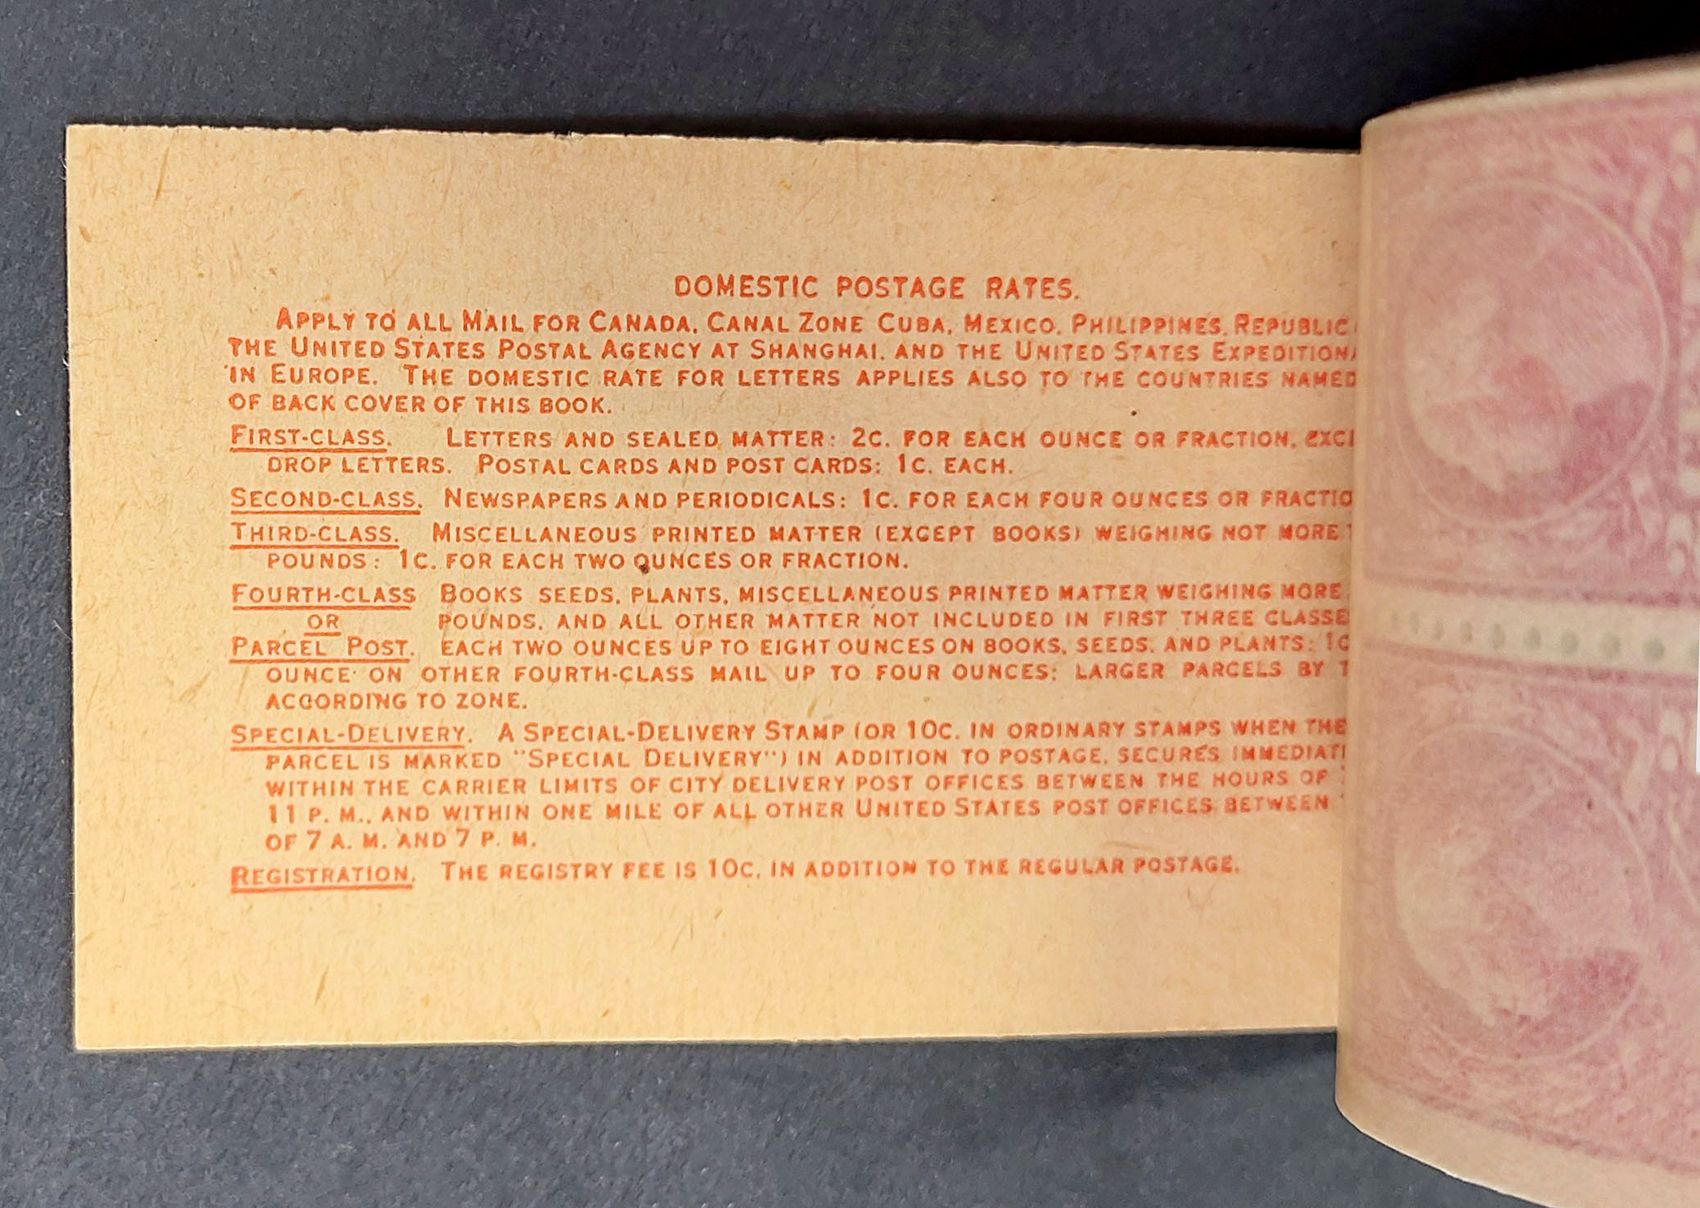 DOMESTIC POSTAGE RATES.
APPLY TO ALL MAIL FOR CANADA, CANAL ZONE CUBA, MEXICO, PHILIPPINES, REPUBLIC
THE UNITED STATES POSTAL AGENCY AT SHANGHAI, AND THE UNITED STATES EXPEDITION
IN EUROPE. THE DOMESTIC RATE FOR LETTERS APPLIES ALSO TO THE COUNTRIES NAMED
OF BACK COVER OF THIS BOOK.
FIRST-CLASS. LETTERS AND SEALED MATTER: 2C. FOR EACH OUNCE OR FRACTION, EXC
DROP LETTERS. POSTAL CARDS AND POST CARDS: 1C. EACH.
SECOND-CLASS. NEWSPAPERS AND PERIODICALS: 1C. FOR EACH FOUR OUNCES OR FRACTIO
THIRD-CLASS. MISCELLANEOUS PRINTED MATTER (EXCEPT BOOKS) WEIGHING NOT MORE
POUNDS: 1C. FOR EACH TWO OUNCES OR FRACTION.
FOURTH-CLASS BOOKS SEEDS, PLANTS, MISCELLANEOUS PRINTED MATTER WEIGHING MORE
OR POUNDS, AND ALL OTHER MATTER NOT INCLUDED IN FIRST THREE CLASSE
PARCEL POST. EACH TWO OUNCES UP TO EIGHT OUNCES ON BOOKS, SEEDS, AND PLANTS: 1C
OUNCE ON OTHER FOURTH-CLASS MAIL UP TO FOUR OUNCES; LARGER PARCELS BY
ACCORDING TO ZONE.
SPECIAL-DELIVERY. A SPECIAL-DELIVERY STAMP (OR 10C. IN ORDINARY STAMPS WHEN THE
PARCEL IS MARKED "SPECIAL DELIVERY") IN ADDITION TO POSTAGE, SECURES IMMEDIAT
WITHIN THE CARRIER LIMITS OF CITY DELIVERY POST OFFICES BETWEEN THE HOURS OF
11 P. M., AND WITHIN ONE MILE OF ALL OTHER UNITED STATES POST OFFICES BETWEEN
OF 7 A. M. AND 7 P. M.
REGISTRATION. THE REGISTRY FEE IS 10C. IN ADDITION TO THE REGULAR POSTAGE.